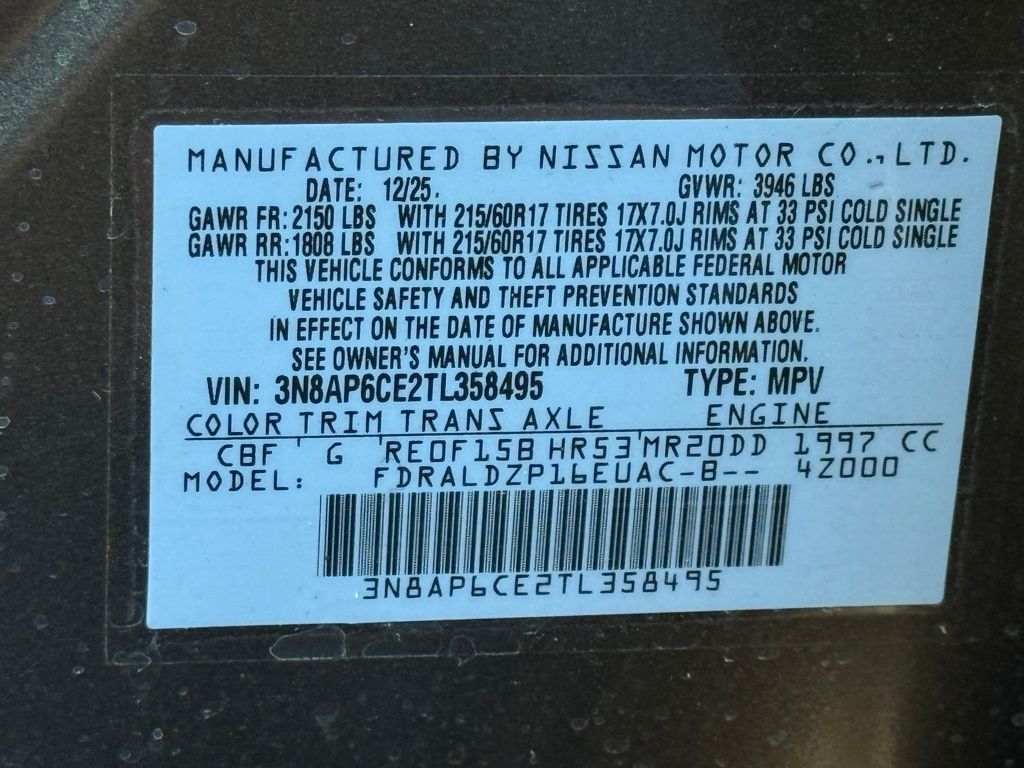 MANUFACTURED BY NISSAN MOTOR CO., LTD.
DATE: 12/25. GVWR: 3946 LBS
GAWR FR: 2150 LBS WITH 215/60R17 TIRES 17X7.0J RIMS AT 33 PSI COLD SINGLE
GAWR RR: 1808 LBS WITH 215/60R17 TIRES 17X7.0J RIMS AT 33 PSI COLD SINGLE
THIS VEHICLE CONFORMS TO ALL APPLICABLE FEDERAL MOTOR
VEHICLE SAFETY AND THEFT PREVENTION STANDARDS
IN EFFECT ON THE DATE OF MANUFACTURE SHOWN ABOVE.
SEE OWNER'S MANUAL FOR ADDITIONAL INFORMATION.
VIN: 3N8AP6CE2TL358495 TYPE: MPV
COLOR TRIM TRANS AXLE ENGINE
CBF G RE0F15B HR53 MR20DD 1997 CC
MODEL: FDRALDZP16EUAC-B-- 4Z000
3N8AP6CE2TL358495